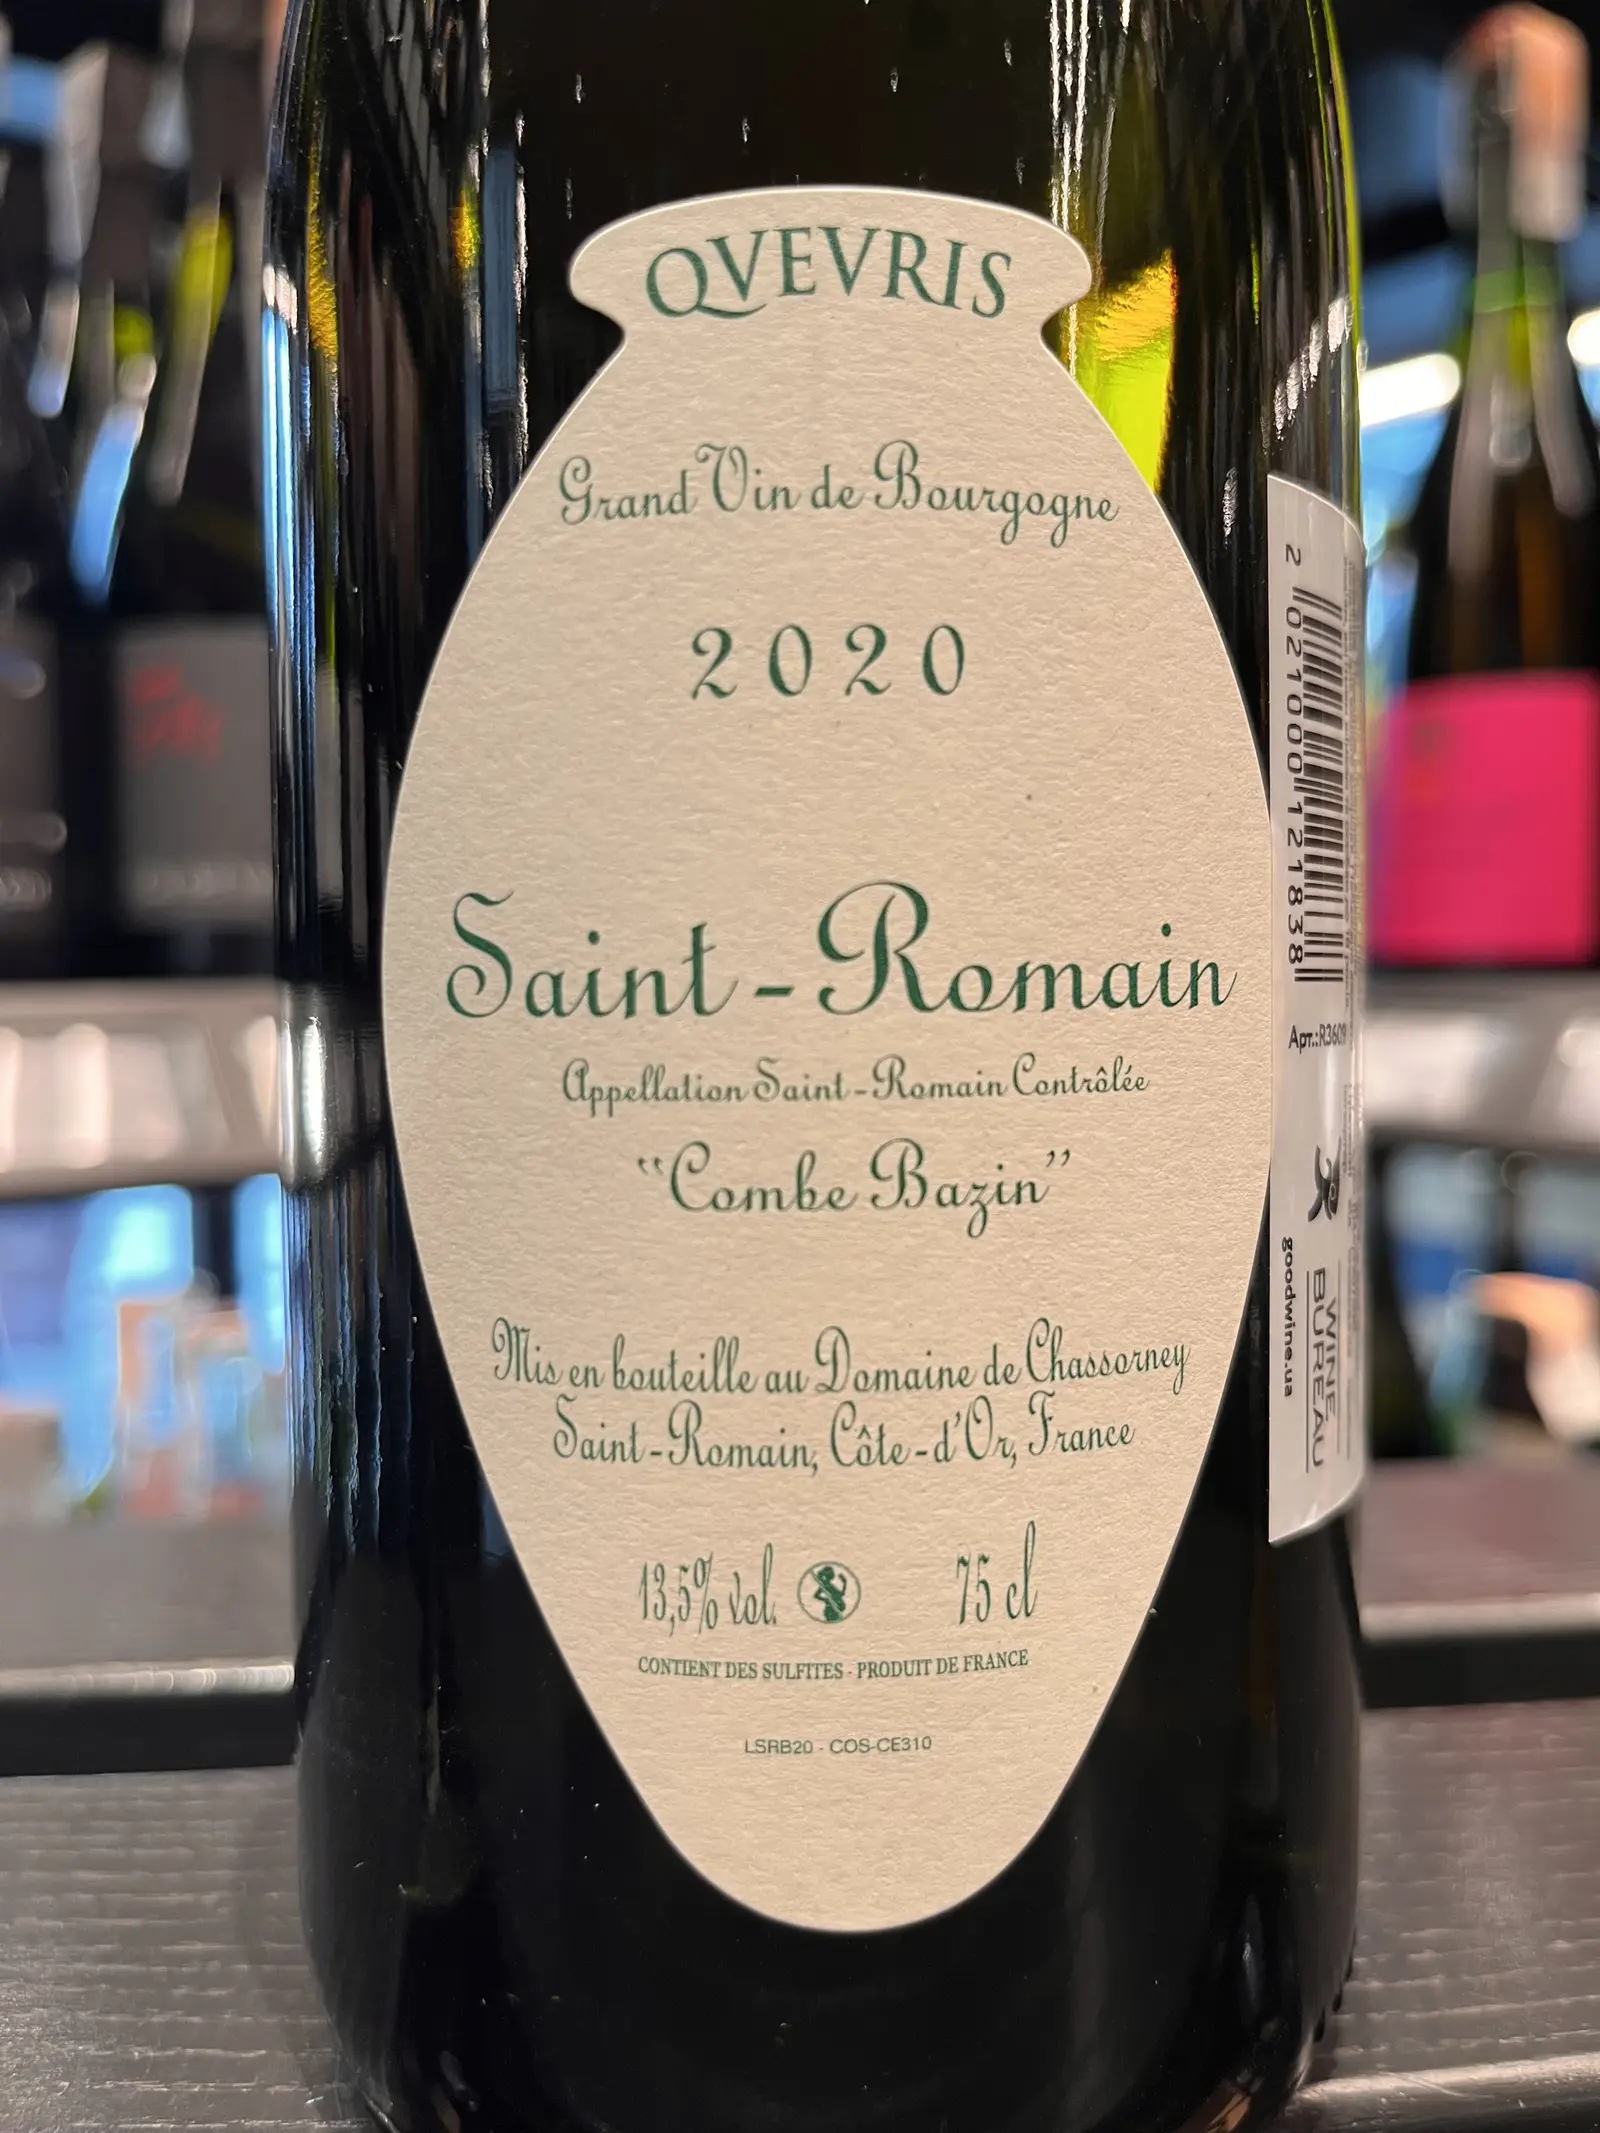 QVEVRIS
Grand Vin de Bourgogne
2020
Saint-Romain
Appellation Saint-Romain Contrôlée
"Combe Bazin"
Mis en bouteille au Domaine de Chassorney
Saint-Romain, Côte-d'Or, France
13,5% vol. 75 cl
CONTIENT DES SULFITES - PRODUIT DE FRANCE
LSRB20 - COS-CE310
2 021000 121838
Арт.:R3609
WINE
BUREAU
goodwine.ua